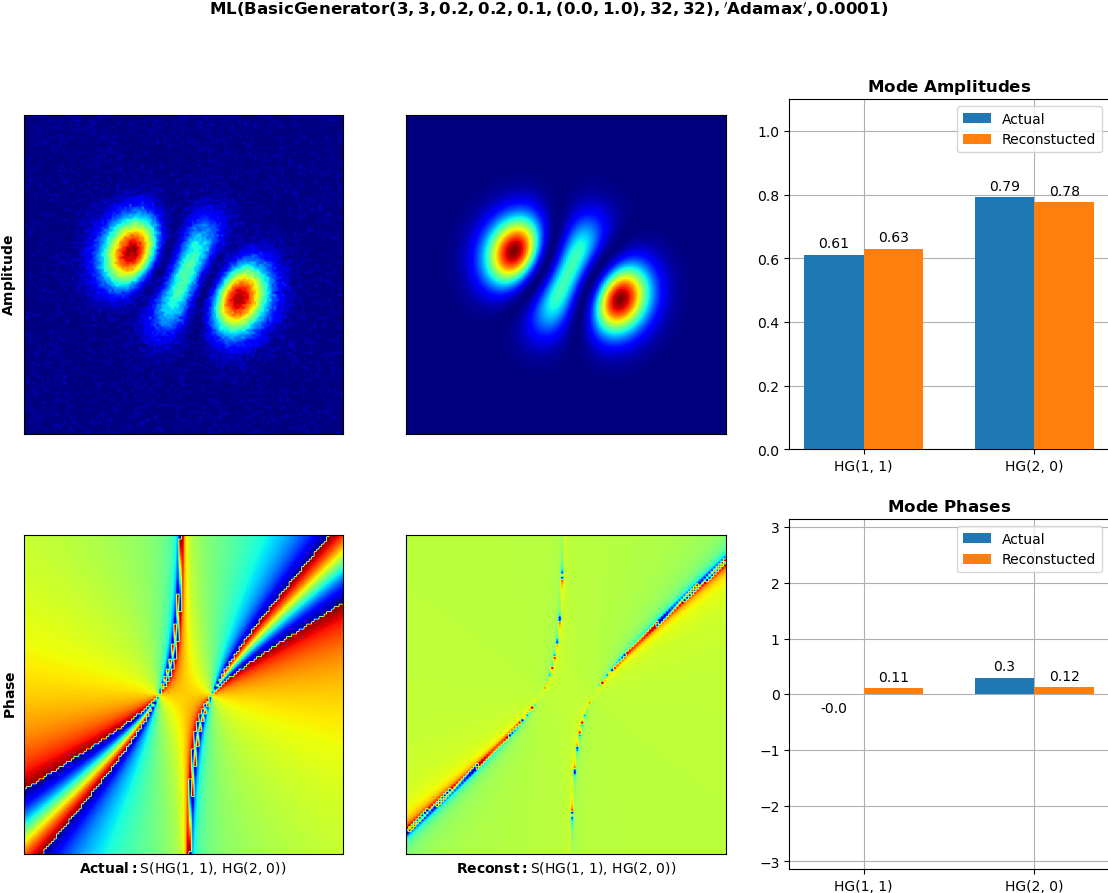 ML(BasicGenerator(3, 3, 0.2, 0.2, 0.1, (0.0, 1.0), 32, 32), ′Adamax′, 0.0001)
Amplitude
Mode Amplitudes
Actual
Reconstucted
1.0
0.8
0.6
0.4
0.2
0.0
0.61
0.63
0.79
0.78
HG(1, 1)
HG(2, 0)
Phase
Actual: S(HG(1, 1), HG(2, 0))
Reconst: S(HG(1, 1), HG(2, 0))
Mode Phases
Actual
Reconstucted
3
2
1
0
−1
−2
−3
-0.0
0.11
0.3
0.12
HG(1, 1)
HG(2, 0)